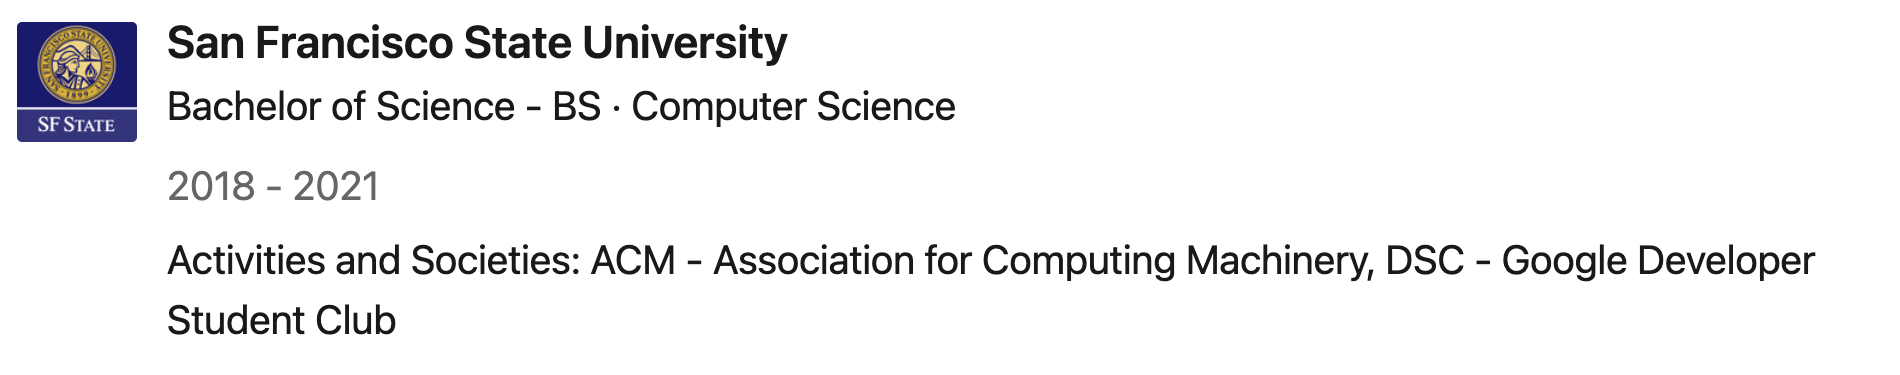 SAN FRANCISCO STATE UNIVERSITY
1899
SF STATE
San Francisco State University
Bachelor of Science - BS · Computer Science
2018 - 2021
Activities and Societies: ACM - Association for Computing Machinery, DSC - Google Developer
Student Club